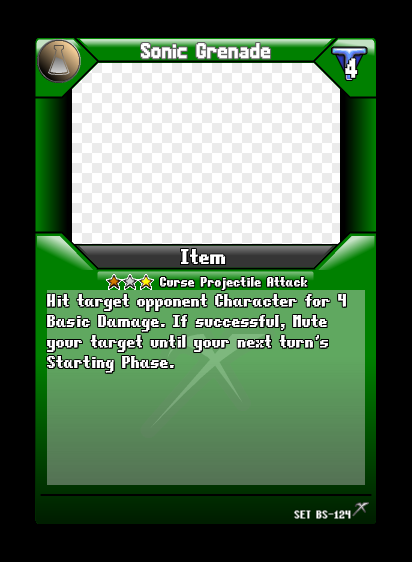 Sonic Grenade
4
Item
Curse Projectile Attack
Hit target opponent Character for 4
Basic Damage. If successful, Mute
your target until your next turn's
Starting Phase.
SET BS-124